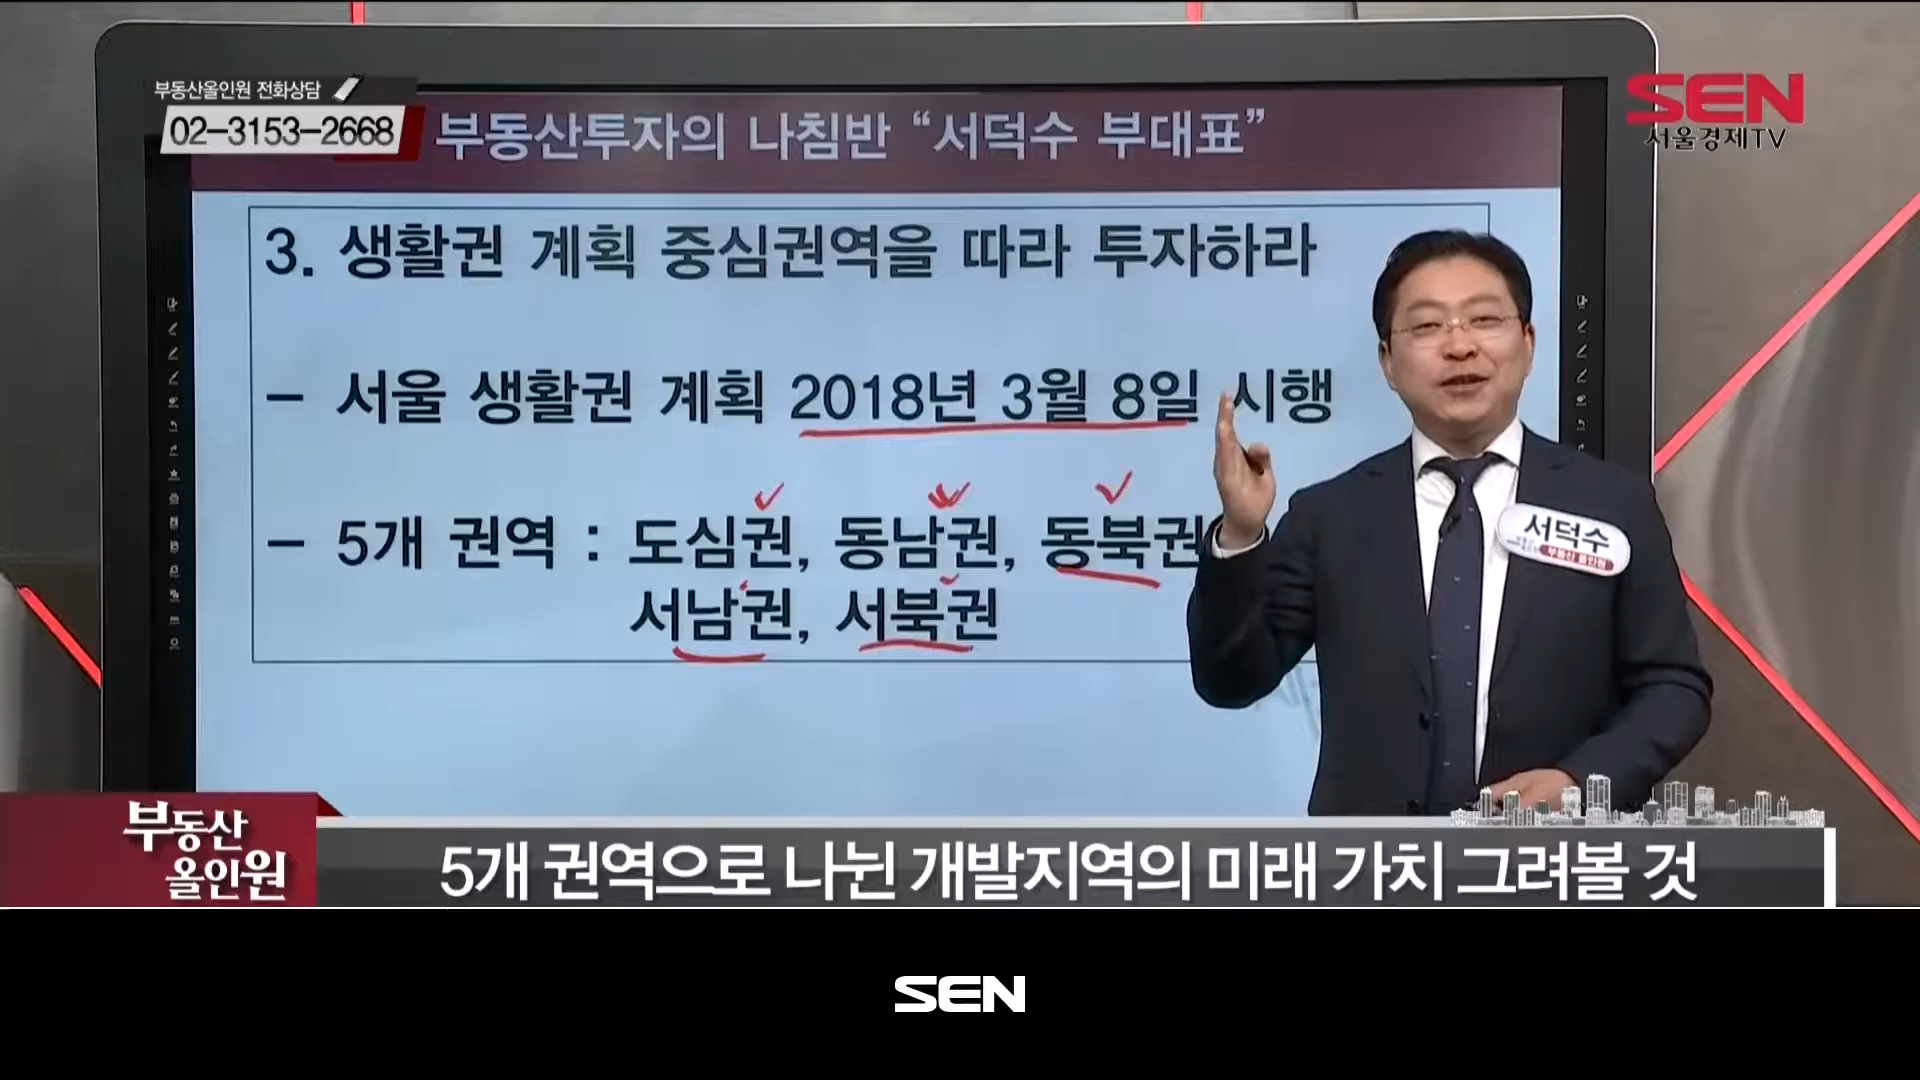 부동산올인원 전화상담
02-3153-2668
부동산투자의 나침반 “서덕수 부대표”
SEN
서울경제TV
3. 생활권 계획 중심권역을 따라 투자하라
- 서울 생활권 계획 2018년 3월 8일 시행
- 5개 권역 : 도심권, 동남권, 동북권
서남권, 서북권
서덕수
부동산 올인원
부동산
올인원
5개 권역으로 나뉜 개발지역의 미래 가치 그려볼 것
SEN